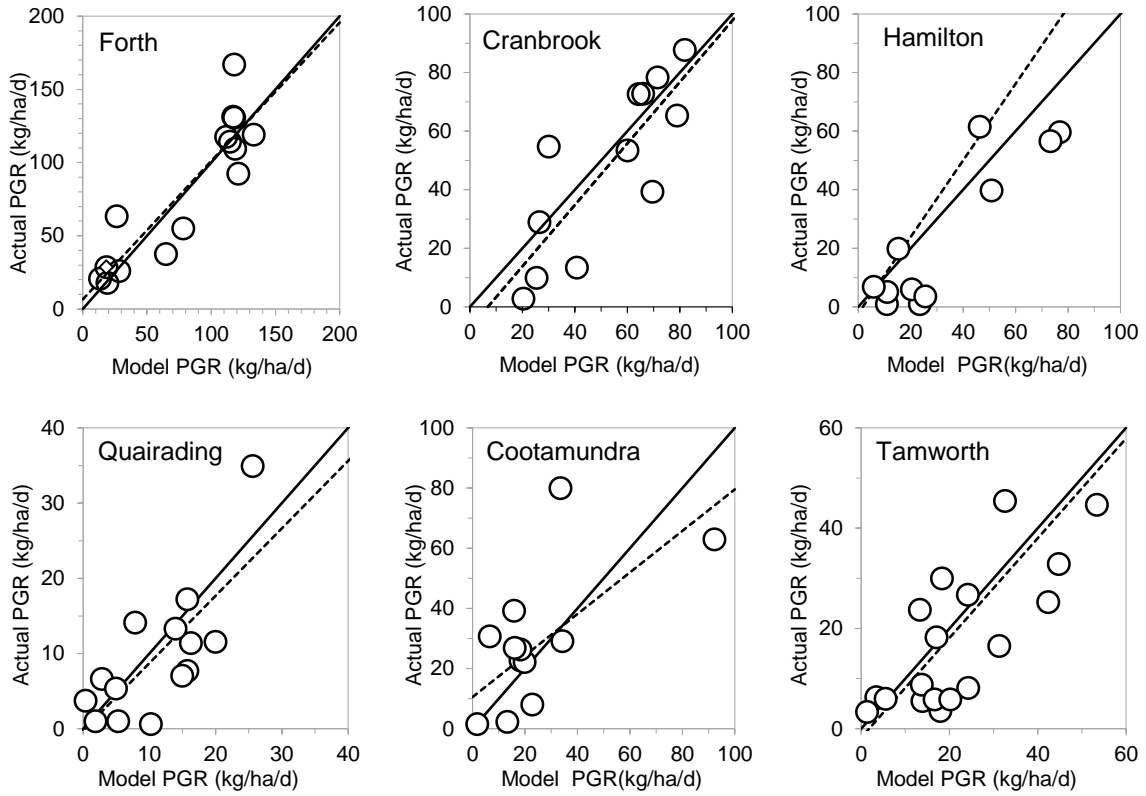 Forth
Actual PGR (kg/ha/d)
200
150
100
50
0
0 50 100 150 200
Model PGR (kg/ha/d)
Cranbrook
Actual PGR (kg/ha/d)
100
80
60
40
20
0
0 20 40 60 80 100
Model PGR (kg/ha/d)
Hamilton
Actual PGR (kg/ha/d)
100
80
60
40
20
0
0 20 40 60 80 100
Model PGR(kg/ha/d)
Quairading
Actual PGR (kg/ha/d)
40
30
20
10
0
0 10 20 30 40
Model PGR (kg/ha/d)
Cootamundra
Actual PGR (kg/ha/d)
100
80
60
40
20
0
0 20 40 60 80 100
Model PGR(kg/ha/d)
Tamworth
Actual PGR (kg/ha/d)
60
40
20
0
0 20 40 60
Model PGR (kg/ha/d)